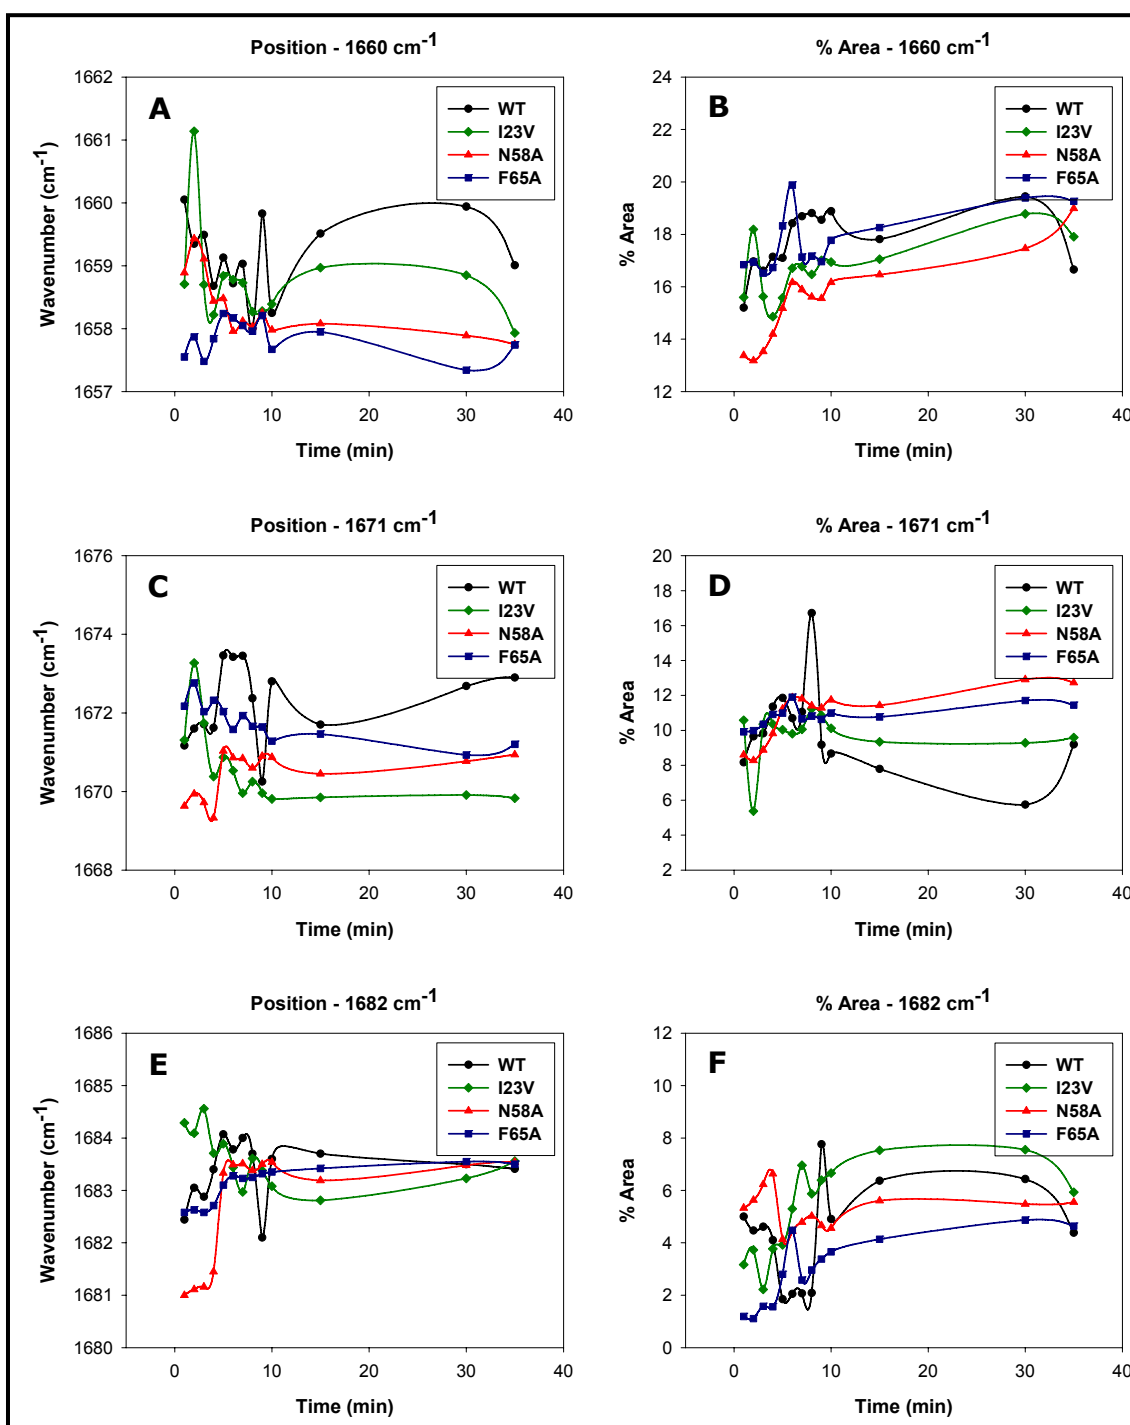 Position - 1660 cm-1
A
WT
I23V
N58A
F65A
1662
1661
1660
1659
1658
1657
Wavenumber (cm-1)
0 10 20 30 40
Time (min)
% Area - 1660 cm-1
B
WT
I23V
N58A
F65A
24
22
20
18
16
14
12
% Area
0 10 20 30 40
Time (min)
Position - 1671 cm-1
C
WT
I23V
N58A
F65A
1676
1674
1672
1670
1668
Wavenumber (cm-1)
0 10 20 30 40
Time (min)
% Area - 1671 cm-1
D
WT
I23V
N58A
F65A
20
18
16
14
12
10
8
6
4
2
% Area
0 10 20 30 40
Time (min)
Position - 1682 cm-1
E
WT
I23V
N58A
F65A
1686
1685
1684
1683
1682
1681
1680
Wavenumber (cm-1)
0 10 20 30 40
Time (min)
% Area - 1682 cm-1
F
WT
I23V
N58A
F65A
12
10
8
6
4
2
0
% Area
0 10 20 30 40
Time (min)